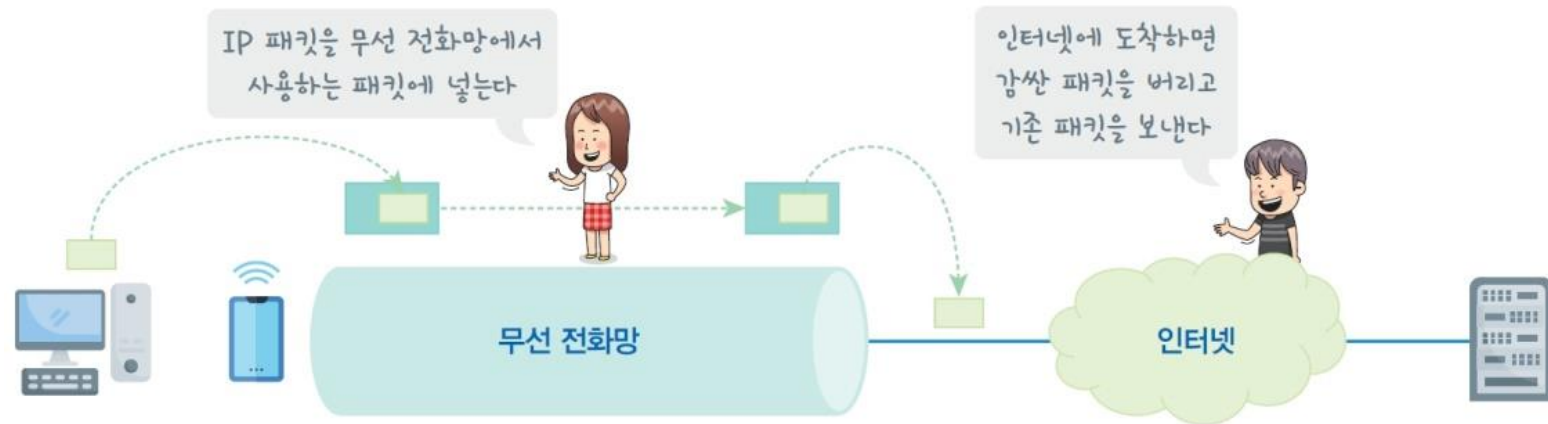 IP 패킷을 무선 전화망에서
사용하는 패킷에 넣는다
인터넷에 도착하면
감싼 패킷을 버리고
기존 패킷을 보낸다
무선 전화망
인터넷